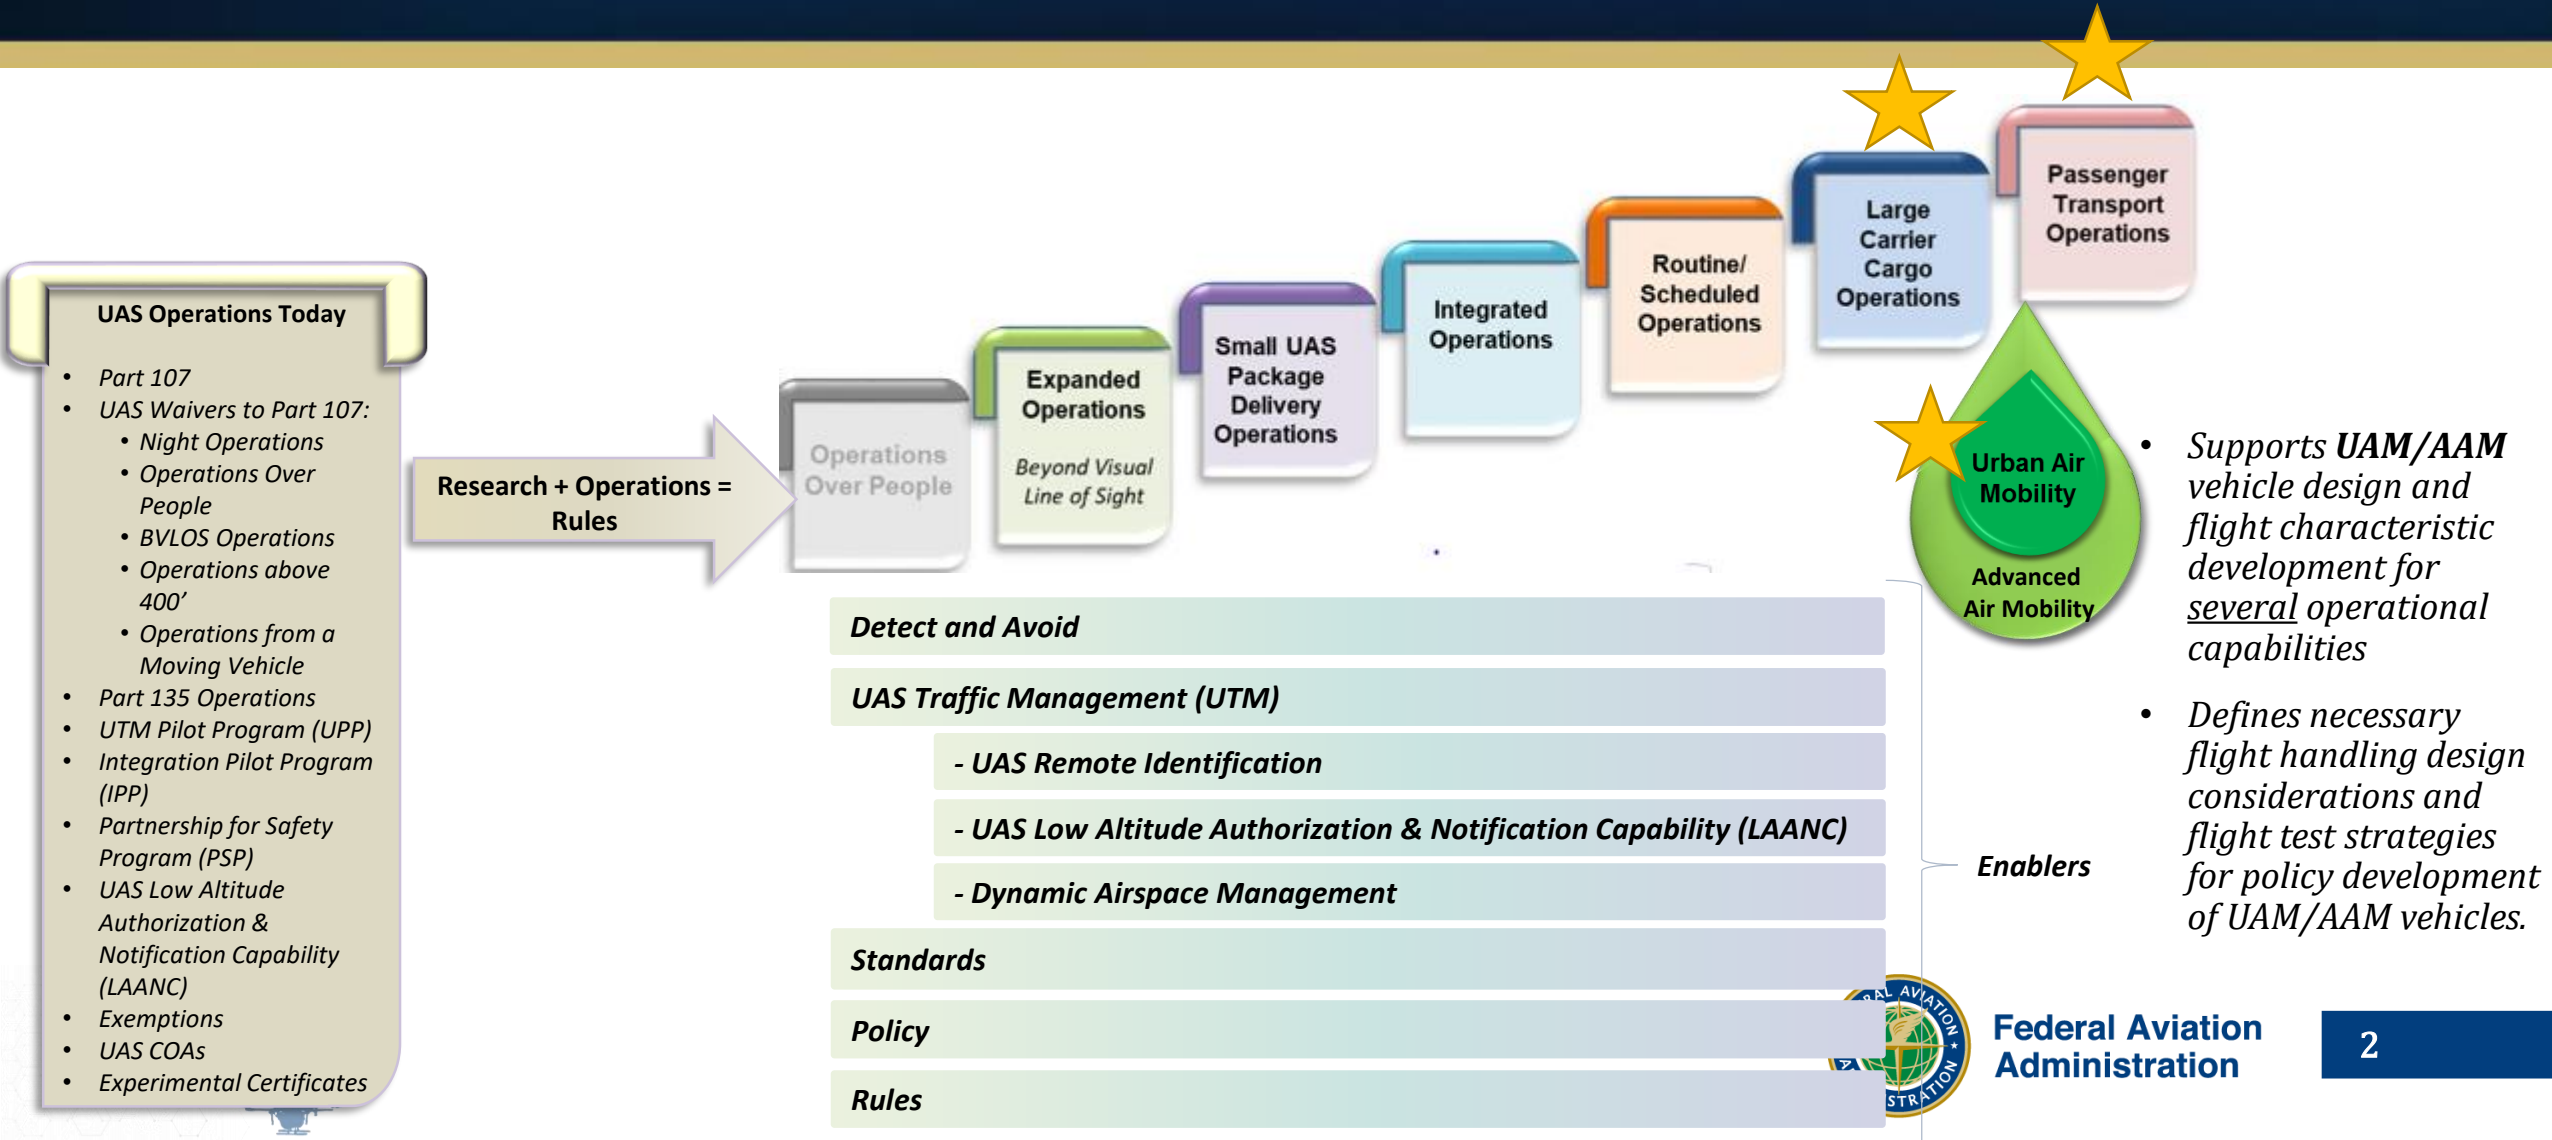 UAS Operations Today
• Part 107
• UAS Waivers to Part 107:
• Night Operations
• Operations Over
People
• BVLOS Operations
• Operations above
400’
• Operations from a
Moving Vehicle
• Part 135 Operations
• UTM Pilot Program (UPP)
• Integration Pilot Program
(IPP)
• Partnership for Safety
Program (PSP)
• UAS Low Altitude
Authorization &
Notification Capability
(LAANC)
• Exemptions
• UAS COAs
• Experimental Certificates
Research + Operations =
Rules
Operations
Over People
Expanded
Operations
Beyond Visual
Line of Sight
Small UAS
Package
Delivery
Operations
Integrated
Operations
Routine/
Scheduled
Operations
Large
Carrier
Cargo
Operations
Passenger
Transport
Operations
Urban Air
Mobility
Advanced
Air Mobility
Detect and Avoid
UAS Traffic Management (UTM)
- UAS Remote Identification
- UAS Low Altitude Authorization & Notification Capability (LAANC)
- Dynamic Airspace Management
Standards
Policy
Rules
Enablers
• Supports UAM/AAM
vehicle design and
flight characteristic
development for
several operational
capabilities
• Defines necessary
flight handling design
considerations and
flight test strategies
for policy development
of UAM/AAM vehicles.
Federal Aviation
Administration
2